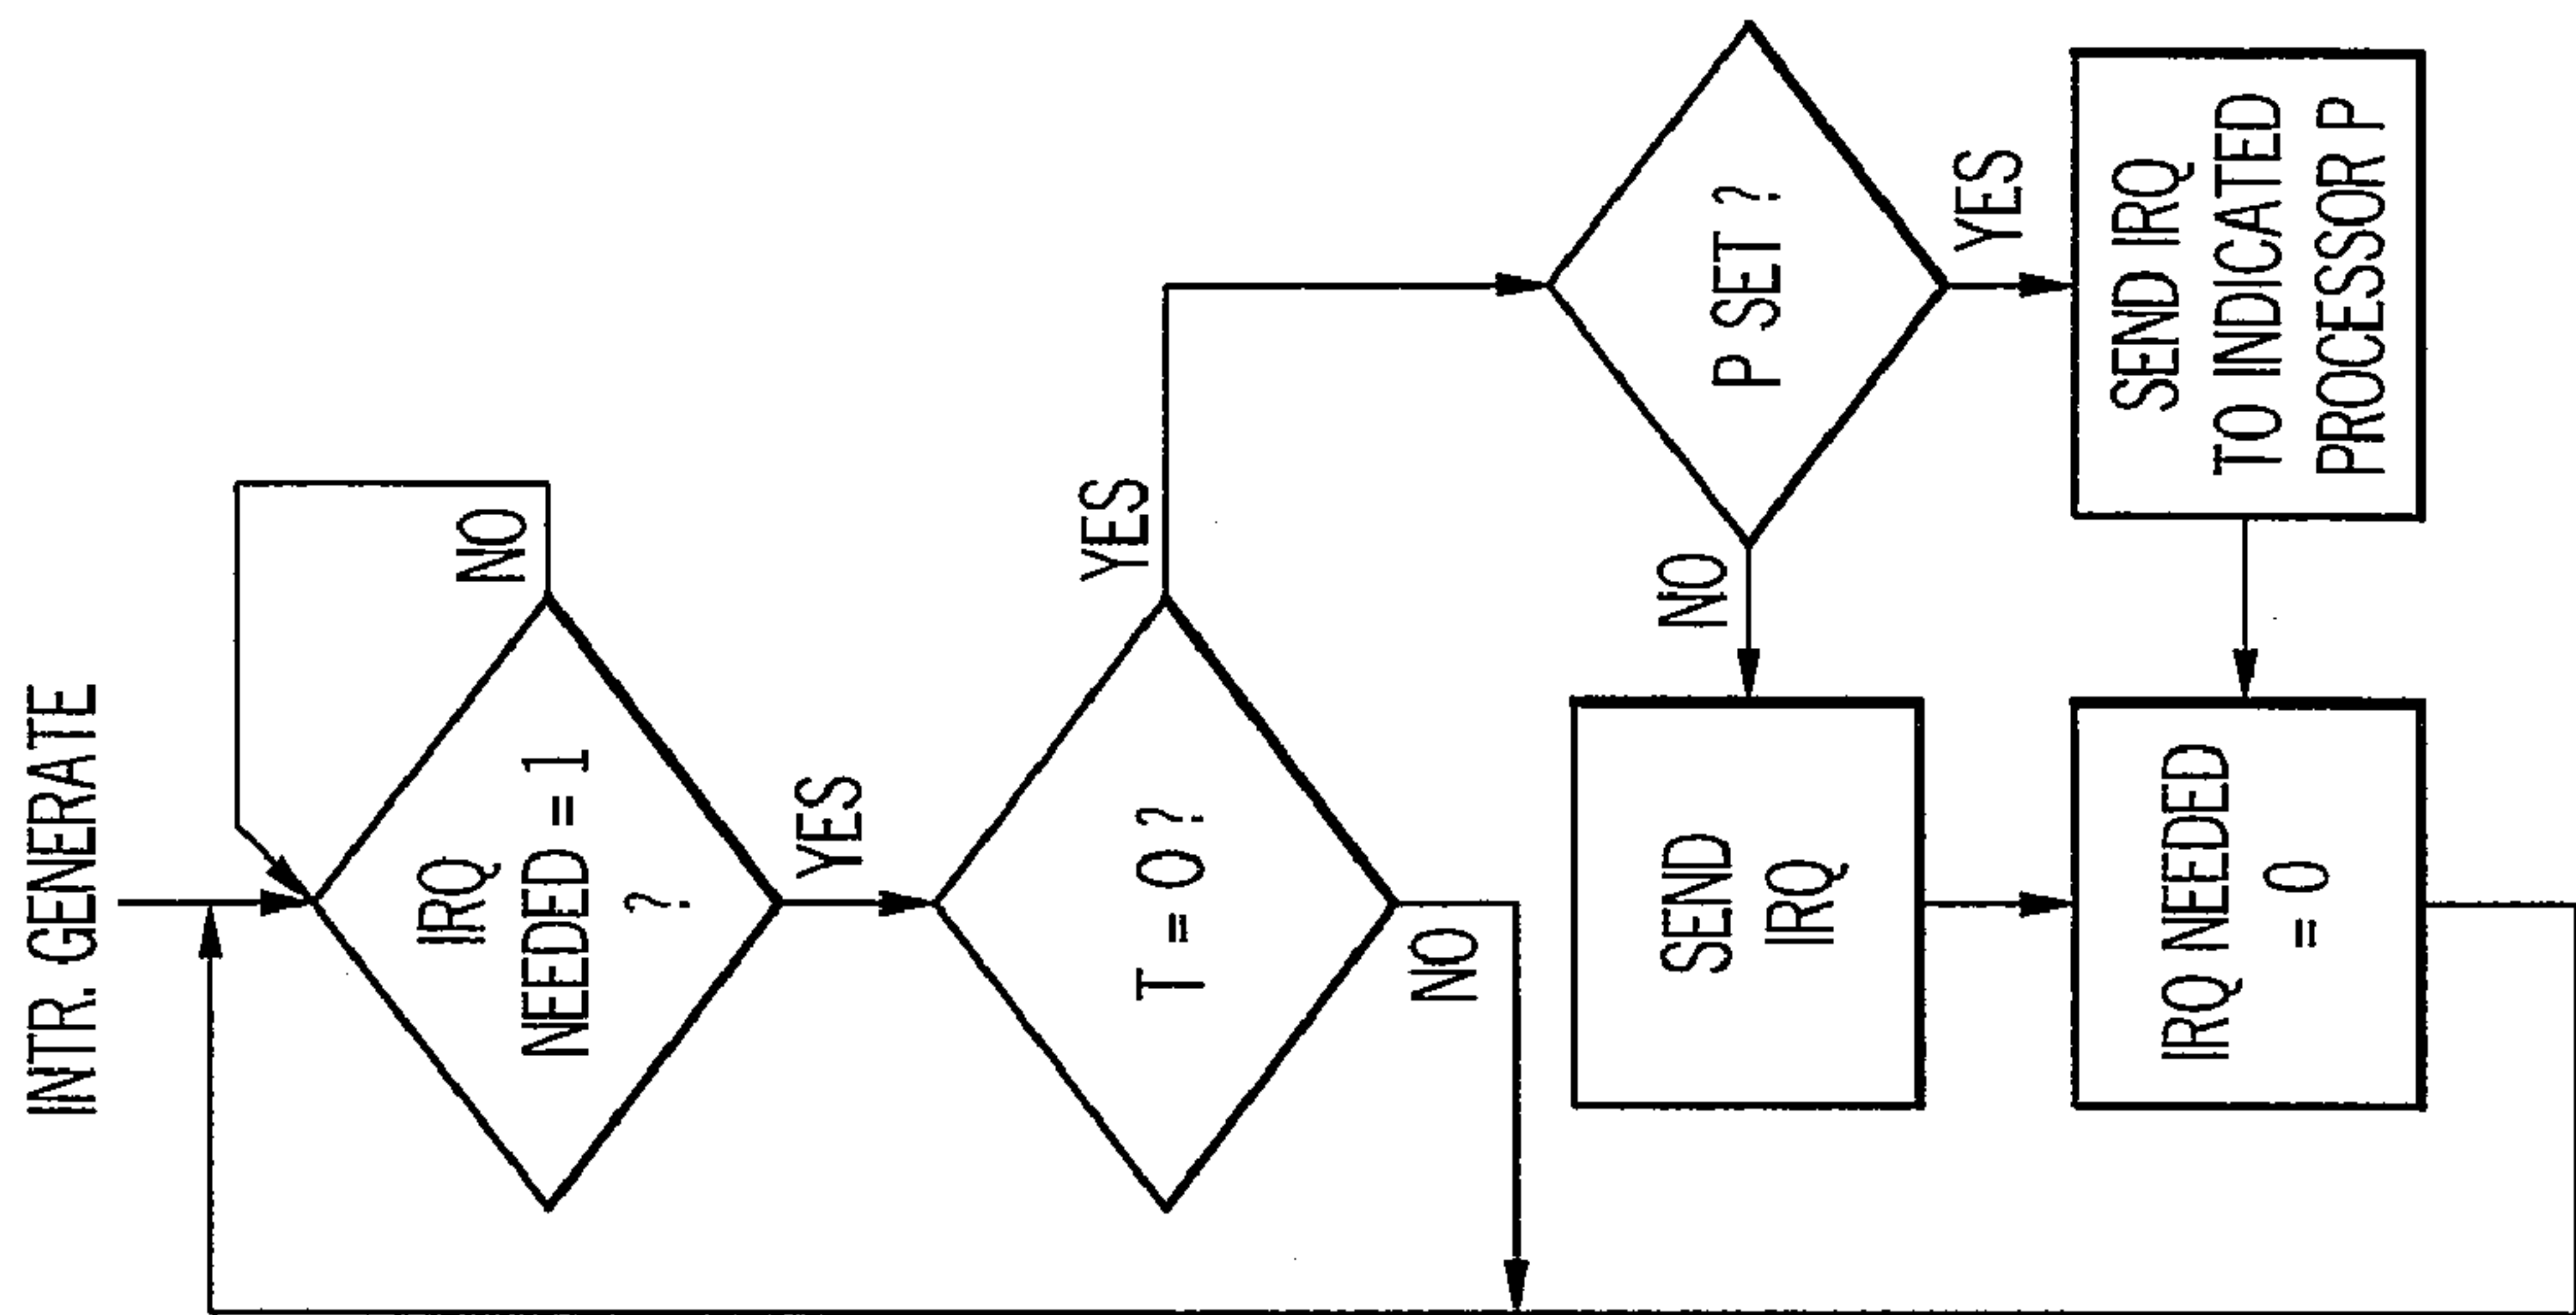 INTR. GENERATE
IRQ
NEEDED = 1
?
NO
YES
T = 0 ?
YES
NO
P SET ?
NO
YES
SEND
IRQ
SEND IRQ
TO INDICATED
PROCESSOR P
IRQ NEEDED
= 0